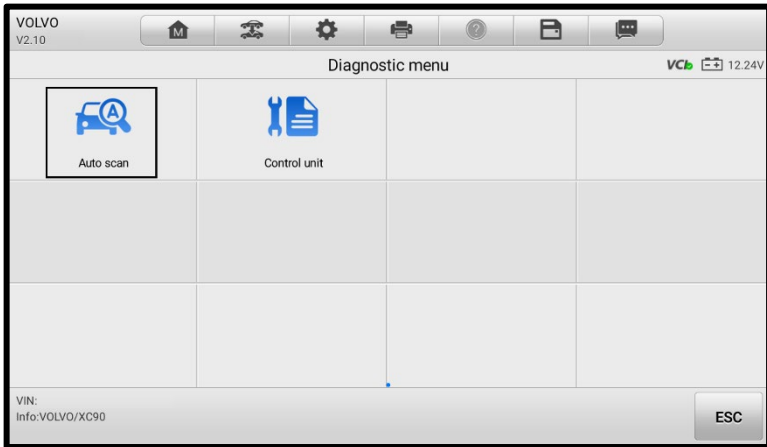 VOLVO
V2.10
M
Diagnostic menu
VCI 12.24V
A
Auto scan
Control unit
VIN:
Info:VOLVO/XC90
ESC